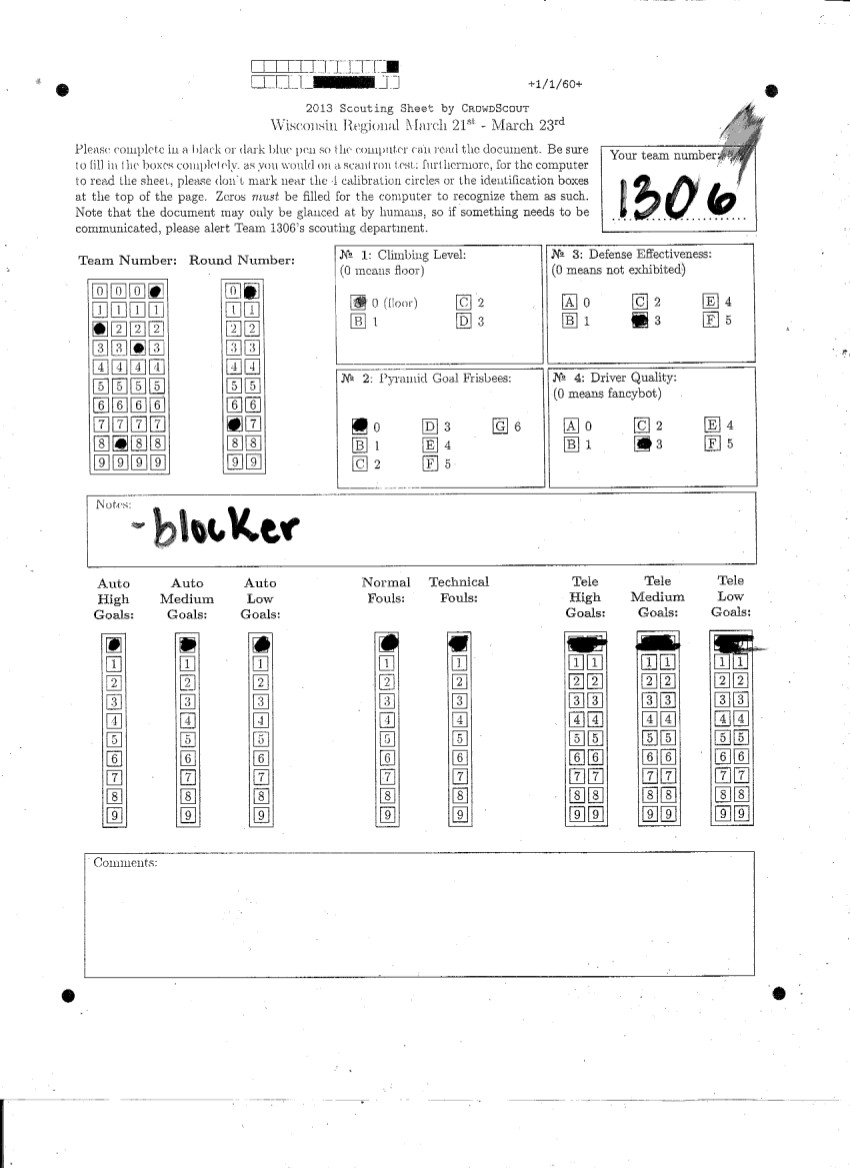 +1/1/60+
2013 Scouting Sheet by CrowdScout
Wisconsin Regional March 21st - March 23rd
Please complete in a black or dark blue pen so the computer can read the document. Be sure
to fill in the boxes completely, as you would on a scantron test; furthermore, for the computer
to read the sheet, please don't mark near the 4 calibration circles or the identification boxes
at the top of the page. Zeros must be filled for the computer to recognize them as such.
Note that the document may only be glanced at by humans, so if something needs to be
communicated, please alert Team 1306's scouting department.
Your team number:
1306
Team Number: Round Number:
0 0 0 0
1 1 1 1 1 1
2 2 2 2 2
3 3 3 3 3
4 4 4 4 4 4
5 5 5 5 5 5
6 6 6 6 6 6
7 7 7 7 7
8 8 8 8 8
9 9 9 9 9 9
№ 1: Climbing Level:
(0 means floor)
0 (floor) C 2
B 1 D 3
№ 3: Defense Effectiveness:
(0 means not exhibited)
A 0 C 2 E 4
B 1 3 F 5
№ 2: Pyramid Goal Frisbees:
0 D 3 G 6
B 1 E 4
C 2 F 5
№ 4: Driver Quality:
(0 means fancybot)
A 0 C 2 E 4
B 1 3 F 5
Notes:
-blocker
Auto Auto Auto Normal Technical Tele Tele Tele
High Medium Low Fouls: Fouls: High Medium Low
Goals: Goals: Goals: Goals: Goals: Goals:
1 1 1 1 1 1 1 1 1 1 1
2 2 2 2 2 2 2 2 2 2 2
3 3 3 3 3 3 3 3 3 3 3
4 4 4 4 4 4 4 4 4 4 4
5 5 5 5 5 5 5 5 5 5 5
6 6 6 6 6 6 6 6 6 6 6
7 7 7 7 7 7 7 7 7 7 7
8 8 8 8 8 8 8 8 8 8 8
9 9 9 9 9 9 9 9 9 9 9
Comments: